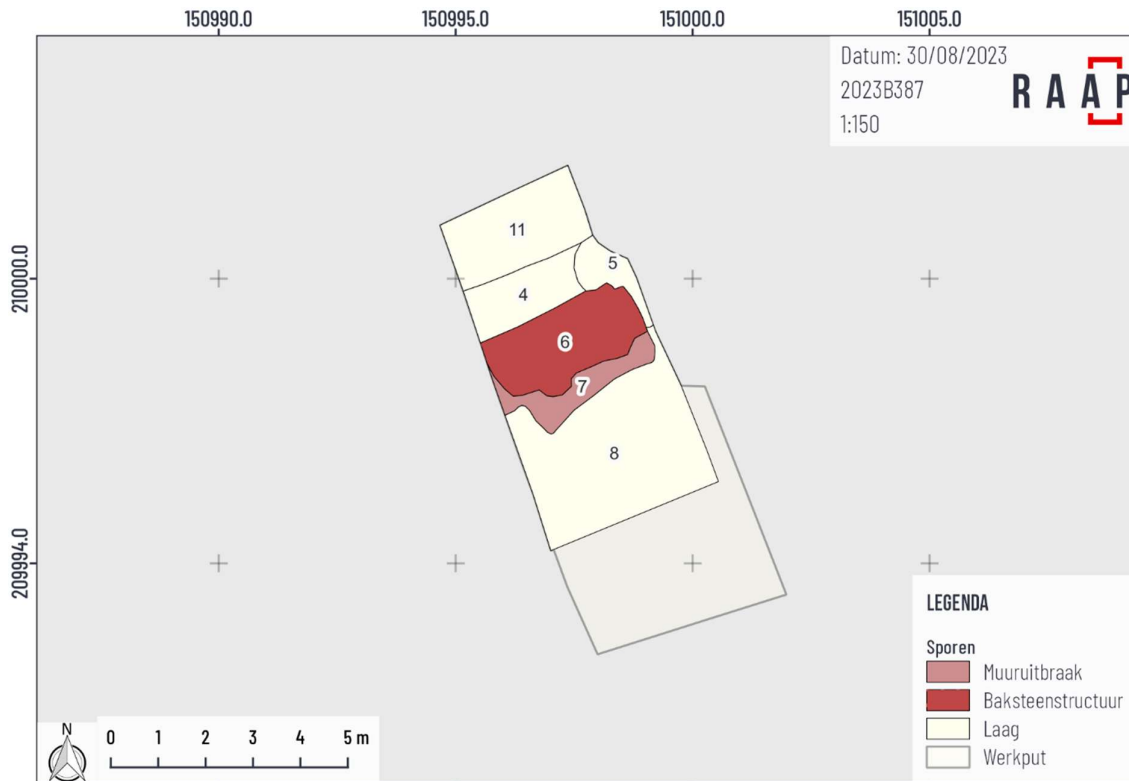 150990.0 150995.0 151000.0 151005.0
Datum: 30/08/2023
2023B387
1:150
RAAP
210000.0
209994.0
11
5
4
6
7
8
N
0 1 2 3 4 5 m
LEGENDA
Sporen
Muuruitbraak
Baksteenstructuur
Laag
Werkput